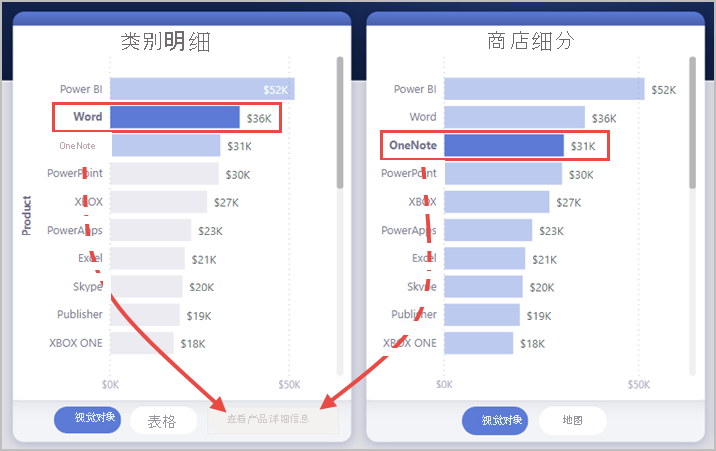 类别明细
Product
Power BI $52K
Word $36K
OneNote $31K
PowerPoint $30K
XBOX $27K
PowerApps $23K
Excel $21K
Skype $20K
Publisher $19K
XBOX ONE $18K
$0K $50K
视觉对象 表格 查看产品详细信息
商店细分
Power BI $52K
Word $36K
OneNote $31K
PowerPoint $30K
XBOX $27K
PowerApps $23K
Excel $21K
Skype $20K
Publisher $19K
XBOX ONE $18K
$0K $50K
视觉对象 地图